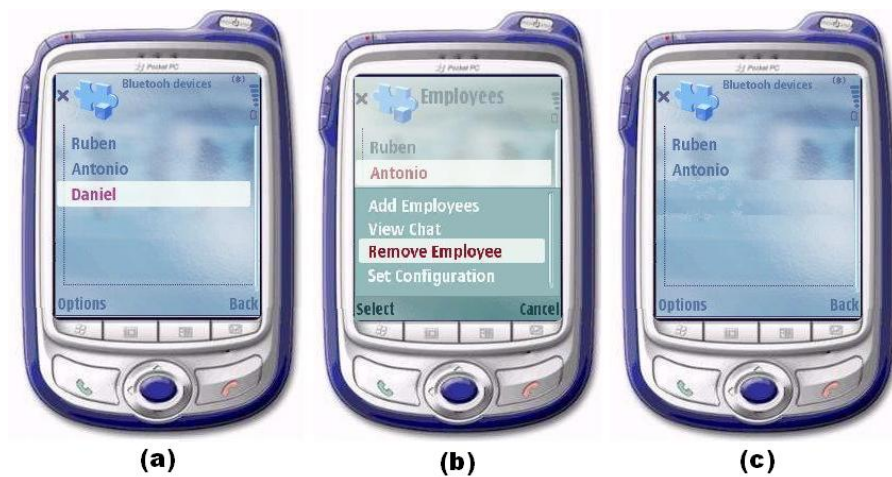 Pocket PC
Bluetooh devices
Ruben
Antonio
Daniel
Options
Back
(a)
Pocket PC
Employees
Ruben
Antonio
Add Employees
View Chat
Remove Employee
Set Configuration
Select
Cancel
(b)
Pocket PC
Bluetooh devices
Ruben
Antonio
Options
Back
(c)